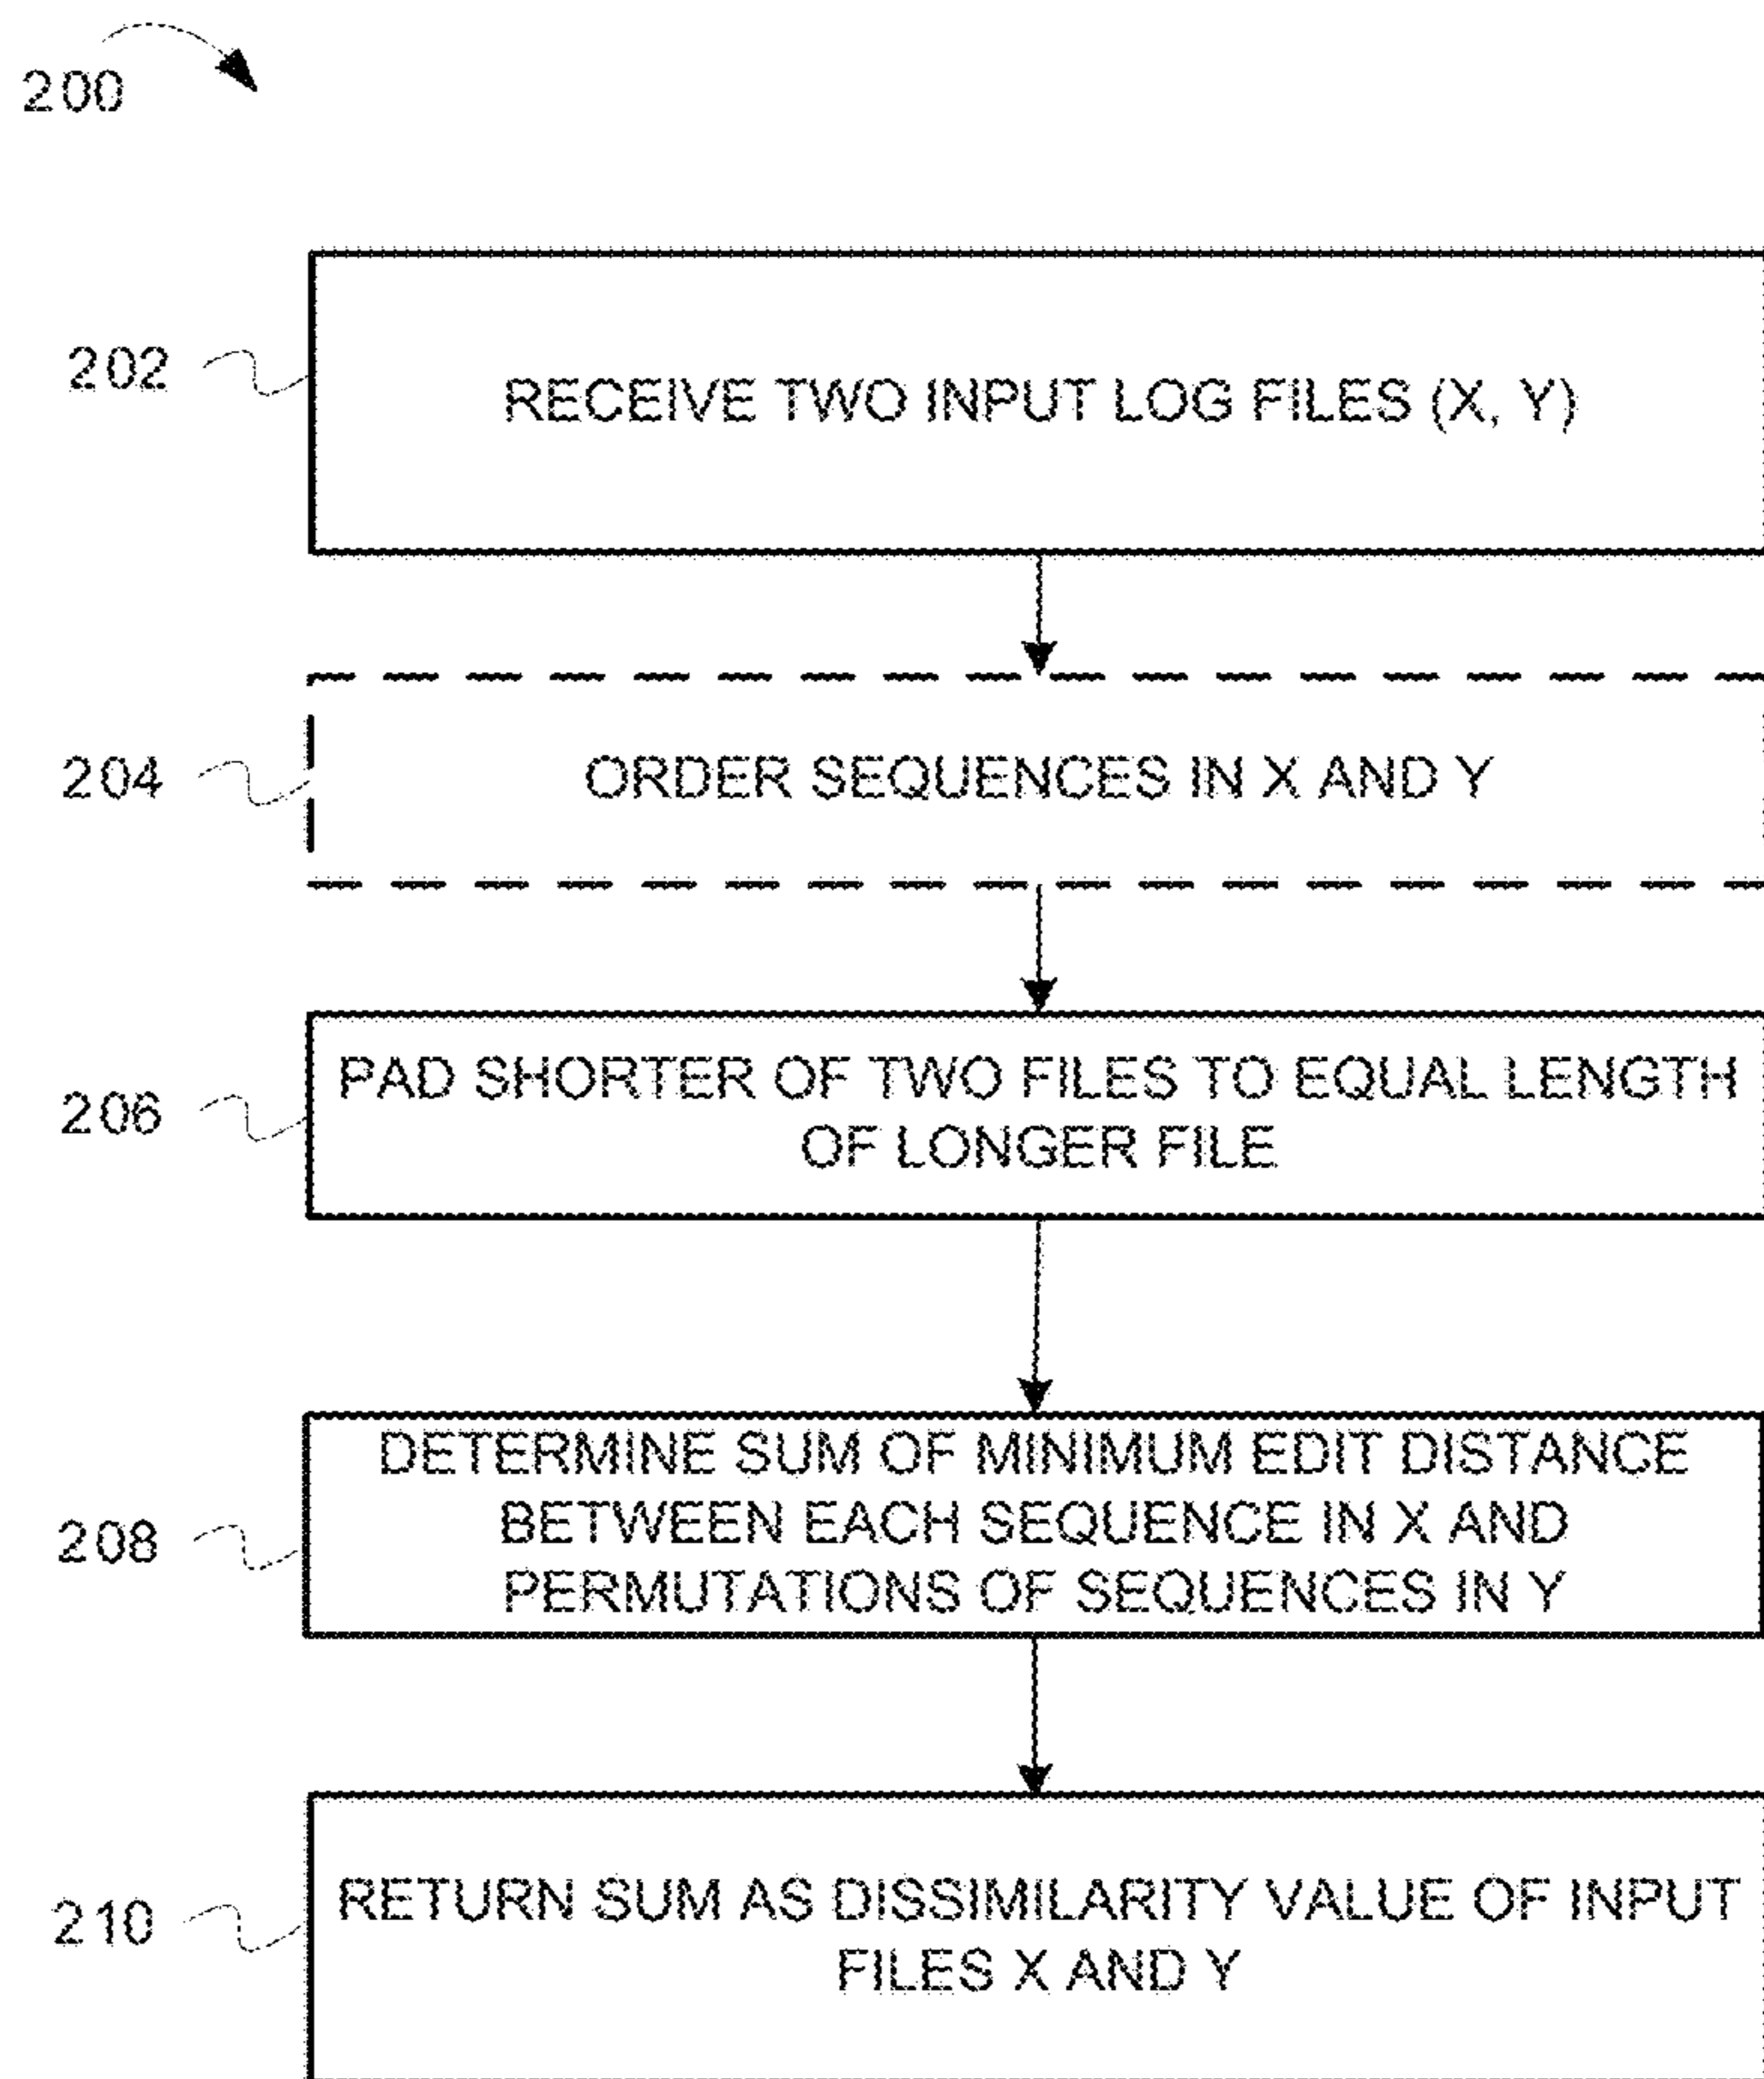 200
202
RECEIVE TWO INPUT LOG FILES (X, Y)
204
ORDER SEQUENCES IN X AND Y
206
PAD SHORTER OF TWO FILES TO EQUAL LENGTH
OF LONGER FILE
208
DETERMINE SUM OF MINIMUM EDIT DISTANCE
BETWEEN EACH SEQUENCE IN X AND
PERMUTATIONS OF SEQUENCES IN Y
210
RETURN SUM AS DISSIMILARITY VALUE OF INPUT
FILES X AND Y